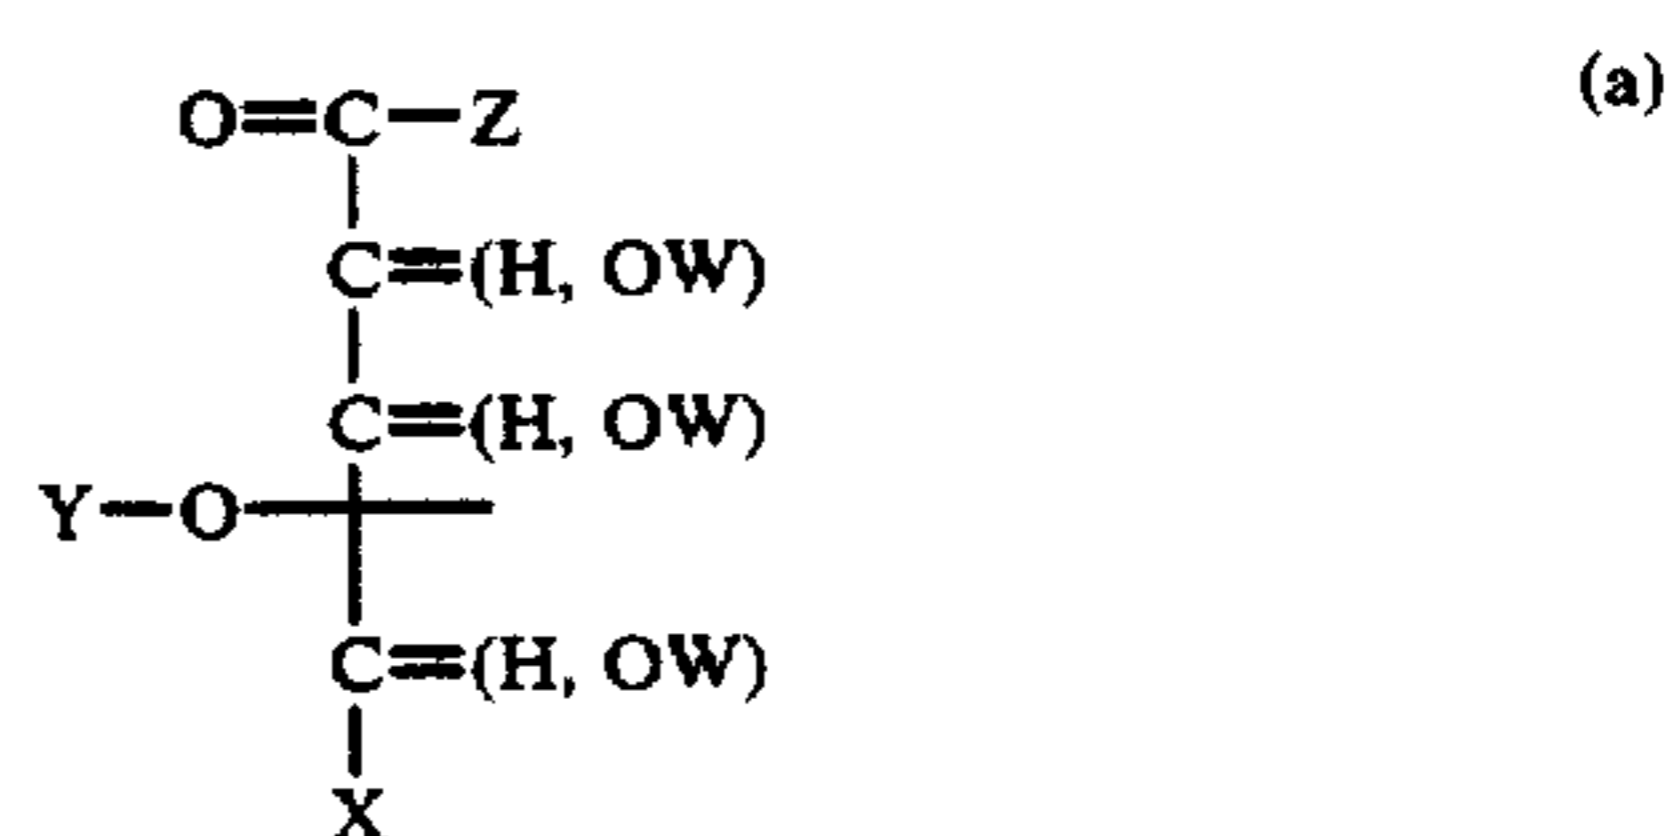 (a)
O=C-Z
C=(H, OW)
C=(H, OW)
Y-O
C=(H, OW)
X